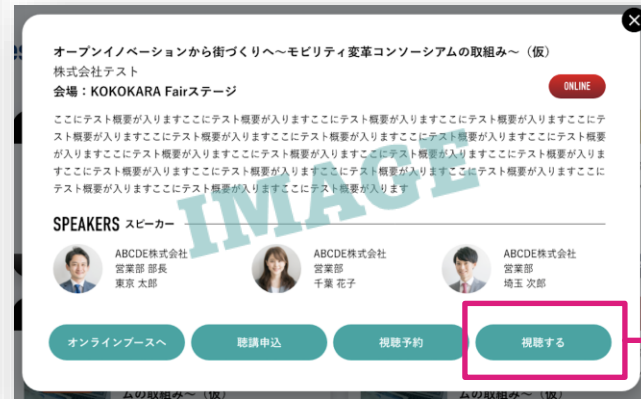 オープンイノベーションから街づくりへ～モビリティ変革コンソーシアムの取組み～（仮）
株式会社テスト
会場：KOKOKARA Fairステージ
ONLINE
ここにテスト概要が入りますここにテスト概要が入りますここにテスト概要が入りますここにテスト概要が入りますここにテ
スト概要が入りますここにテスト概要が入りますここにテスト概要が入りますここにテスト概要が入りますここにテスト概要
が入りますここにテスト概要が入りますここにテスト概要が入りますここにテスト概要が入りますここにテスト概要が入りま
すここにテスト概要が入りますここにテスト概要が入りますここにテスト概要が入りますここにテスト概要が入りますここに
テスト概要が入りますここにテスト概要が入りますここにテスト概要が入ります
IMAGE
SPEAKERS スピーカー
ABCDE株式会社
営業部 部長
東京 太郎
ABCDE株式会社
営業部
千葉 花子
ABCDE株式会社
営業部
埼玉 次郎
オンラインブースへ
聴講申込
視聴予約
視聴する
ムの取組み～（仮）
ムの取組み～（仮）